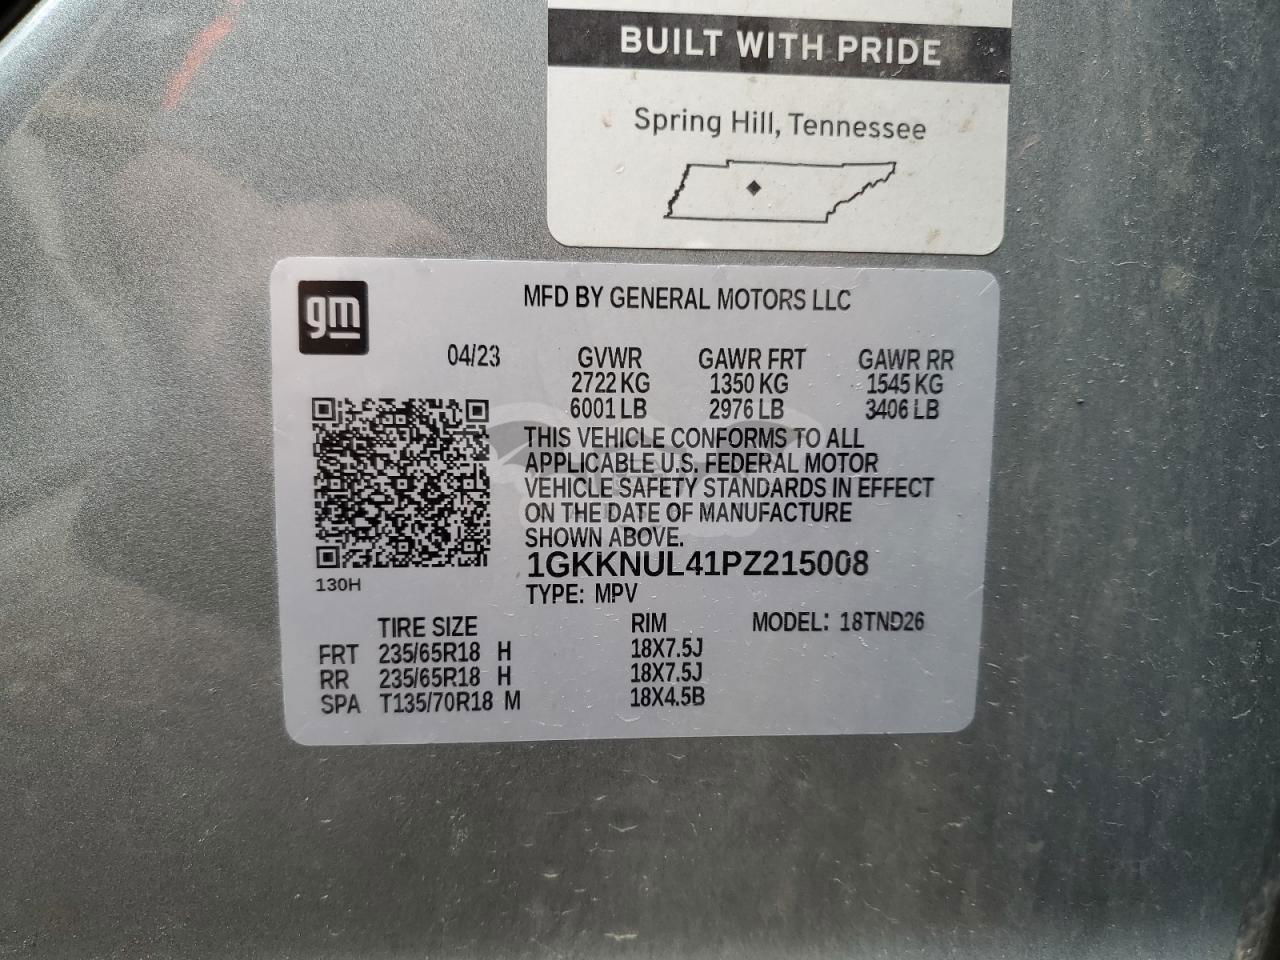 BUILT WITH PRIDE
Spring Hill, Tennessee
gm
MFD BY GENERAL MOTORS LLC
04/23 GVWR GAWR FRT GAWR RR
2722 KG 1350 KG 1545 KG
6001 LB 2976 LB 3406 LB
THIS VEHICLE CONFORMS TO ALL
APPLICABLE U.S. FEDERAL MOTOR
VEHICLE SAFETY STANDARDS IN EFFECT
ON THE DATE OF MANUFACTURE
SHOWN ABOVE.
1GKKNUL41PZ215008
130H
TYPE: MPV
TIRE SIZE RIM MODEL: 18TND26
FRT 235/65R18 H 18X7.5J
RR 235/65R18 H 18X7.5J
SPA T135/70R18 M 18X4.5B